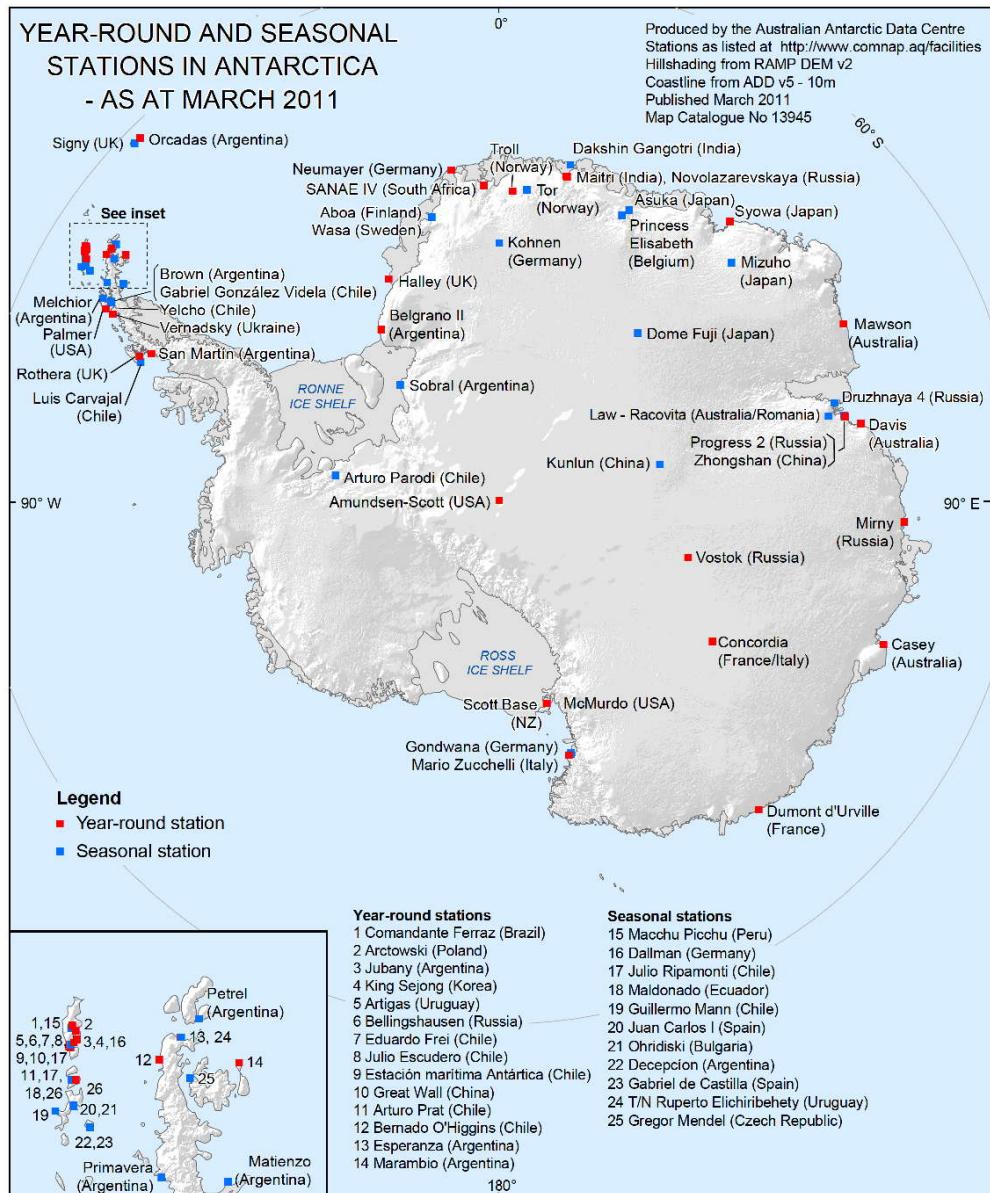 YEAR-ROUND AND SEASONAL
STATIONS IN ANTARCTICA
- AS AT MARCH 2011
0°
Produced by the Australian Antarctic Data Centre
Stations as listed at http://www.comnap.aq/facilities
Hillshading from RAMP DEM v2
Coastline from ADD v5 - 10m
Published March 2011
Map Catalogue No 13945
60° S
Signy (UK)
Orcadas (Argentina)
Troll
(Norway)
Dakshin Gangotri (India)
Neumayer (Germany)
Maitri (India), Novolazarevskaya (Russia)
SANAE IV (South Africa)
Tor
(Norway)
Asuka (Japan)
Syowa (Japan)
See inset
Aboa (Finland)
Wasa (Sweden)
Princess
Elisabeth
(Belgium)
Kohnen
(Germany)
Mizuho
(Japan)
Brown (Argentina)
Gabriel González Videla (Chile)
Halley (UK)
Melchior
(Argentina)
Yelcho (Chile)
Palmer
(USA)
Vernadsky (Ukraine)
Belgrano II
(Argentina)
Dome Fuji (Japan)
Mawson
(Australia)
San Martín (Argentina)
Rothera (UK)
Luis Carvajal
(Chile)
RONNE
ICE SHELF
Sobral (Argentina)
Druzhnaya 4 (Russia)
Law - Racovita (Australia/Romania)
Davis
(Australia)
Progress 2 (Russia)
Zhongshan (China)
Kunlun (China)
Arturo Parodi (Chile)
90° W
Amundsen-Scott (USA)
90° E
Mirny
(Russia)
Vostok (Russia)
Concordia
(France/Italy)
Casey
(Australia)
ROSS
ICE SHELF
Scott Base
(NZ)
McMurdo (USA)
Gondwana (Germany)
Mario Zucchelli (Italy)
Legend
Year-round station
Seasonal station
Dumont d'Urville
(France)
Year-round stations
1 Comandante Ferraz (Brazil)
2 Arctowski (Poland)
3 Jubany (Argentina)
4 King Sejong (Korea)
5 Artigas (Uruguay)
6 Bellingshausen (Russia)
7 Eduardo Frei (Chile)
8 Julio Escudero (Chile)
9 Estación marítima Antártica (Chile)
10 Great Wall (China)
11 Arturo Prat (Chile)
12 Bernado O'Higgins (Chile)
13 Esperanza (Argentina)
14 Marambio (Argentina)
Seasonal stations
15 Macchu Picchu (Peru)
16 Dallman (Germany)
17 Julio Ripamonti (Chile)
18 Maldonado (Ecuador)
19 Guillermo Mann (Chile)
20 Juan Carlos I (Spain)
21 Ohridiski (Bulgaria)
22 Decepcíon (Argentina)
23 Gabriel de Castilla (Spain)
24 T/N Ruperto Elichiribehety (Uruguay)
25 Gregor Mendel (Czech Republic)
Petrel
(Argentina)
1,15
2
13, 24
5,6,7,8,
3,4,16
9,10,17
12
14
11,17,
18,26
26
25
19
20,21
22,23
Primavera
(Argentina)
Matienzo
(Argentina)
180°